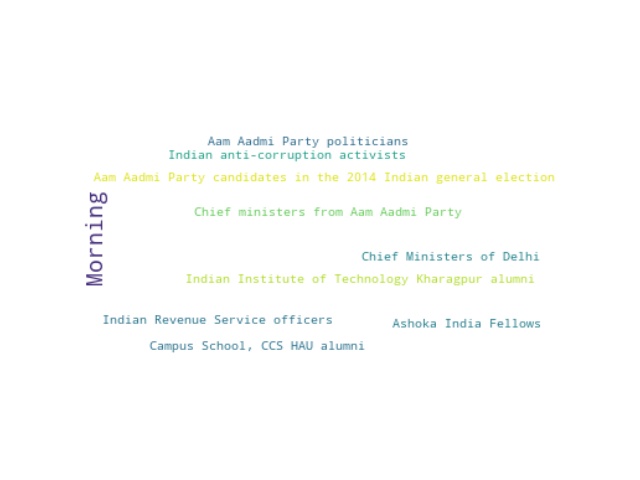 Aam Aadmi Party politicians
Indian anti-corruption activists
Aam Aadmi Party candidates in the 2014 Indian general election
Morning
Chief ministers from Aam Aadmi Party
Chief Ministers of Delhi
Indian Institute of Technology Kharagpur alumni
Indian Revenue Service officers
Ashoka India Fellows
Campus School, CCS HAU alumni